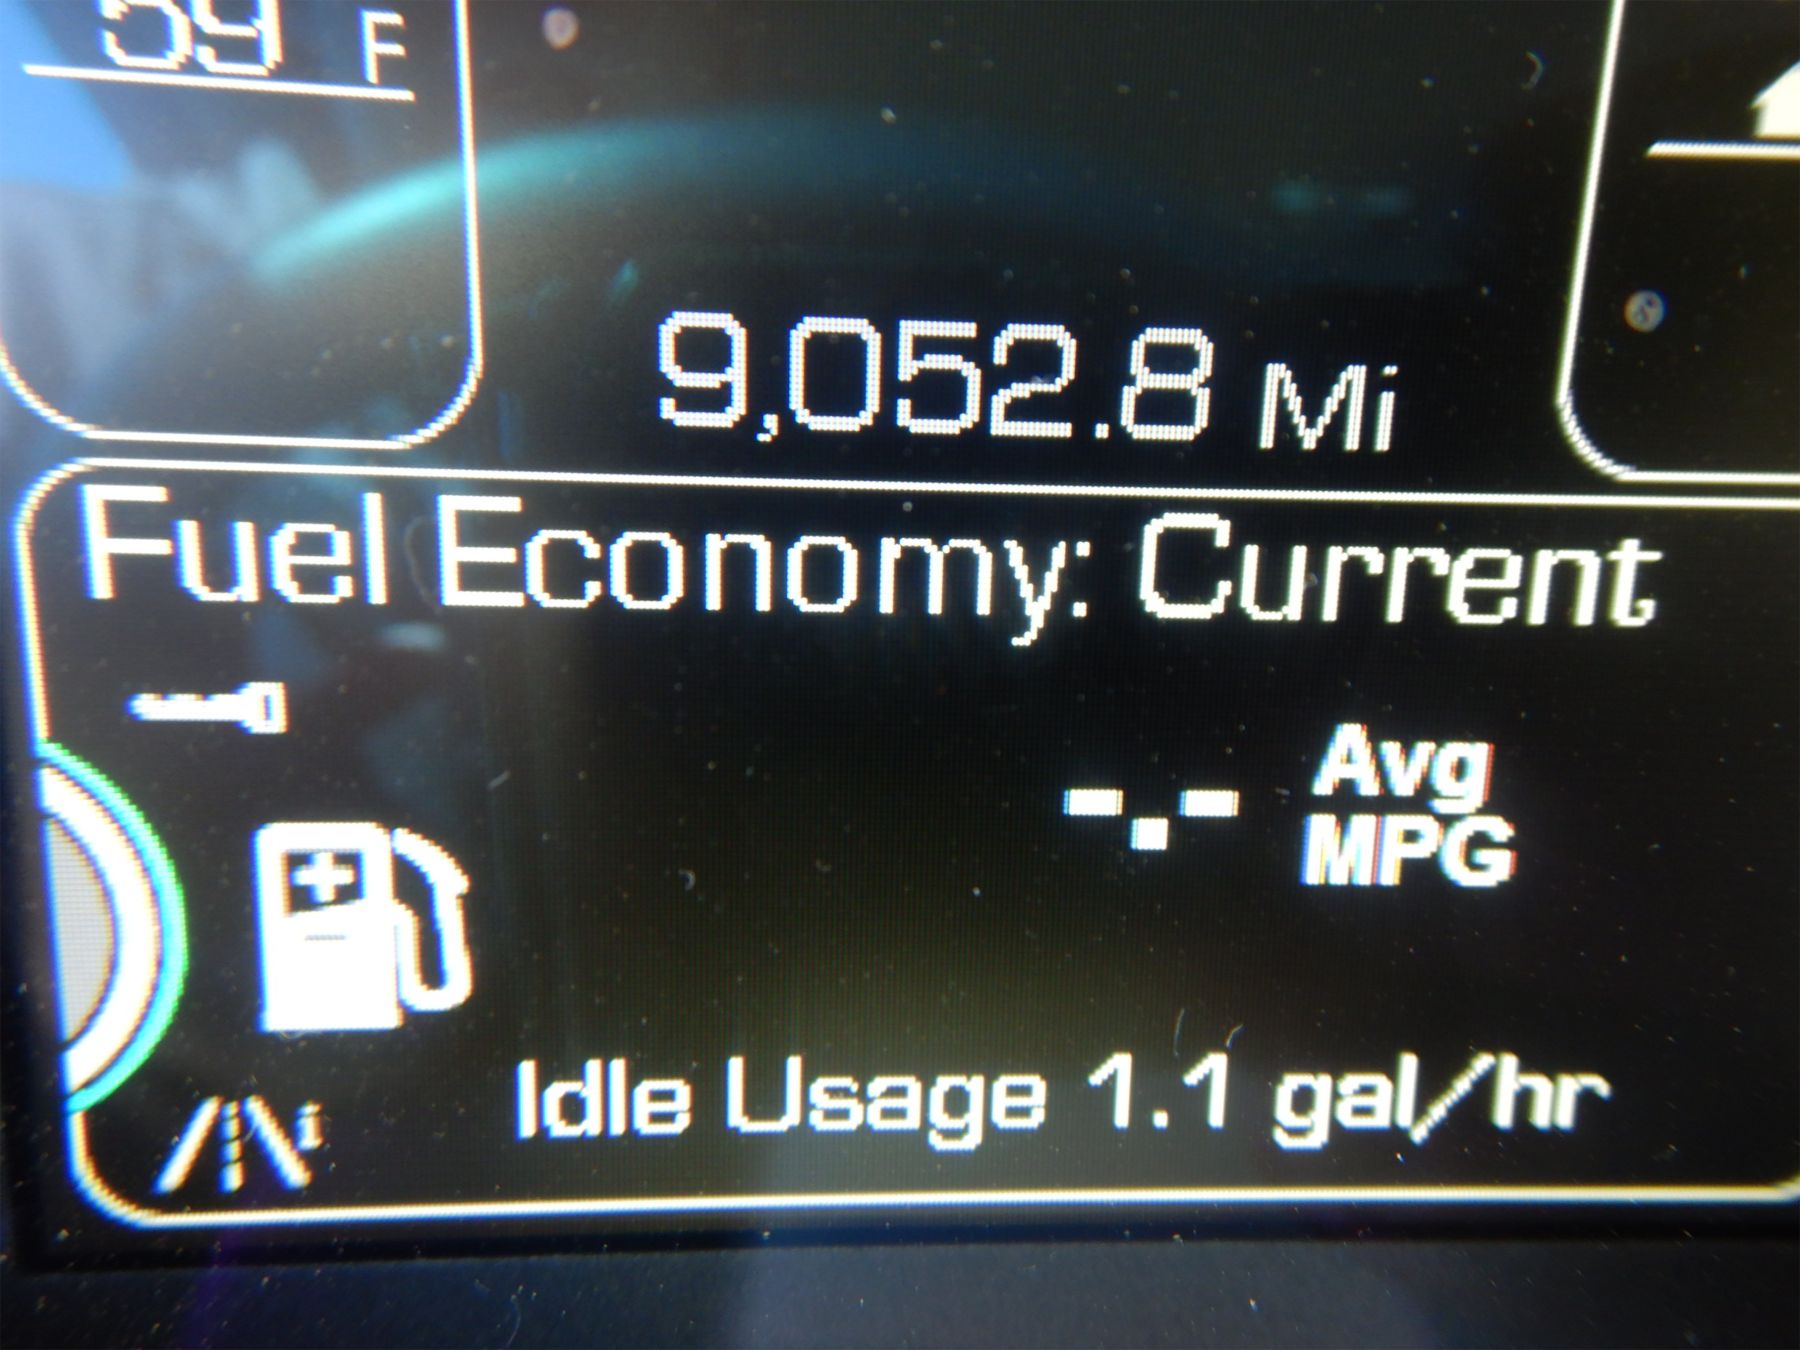 59 F
9,052.8 Mi
Fuel Economy: Current
--.-- Avg
MPG
Idle Usage 1.1 gal/hr
i